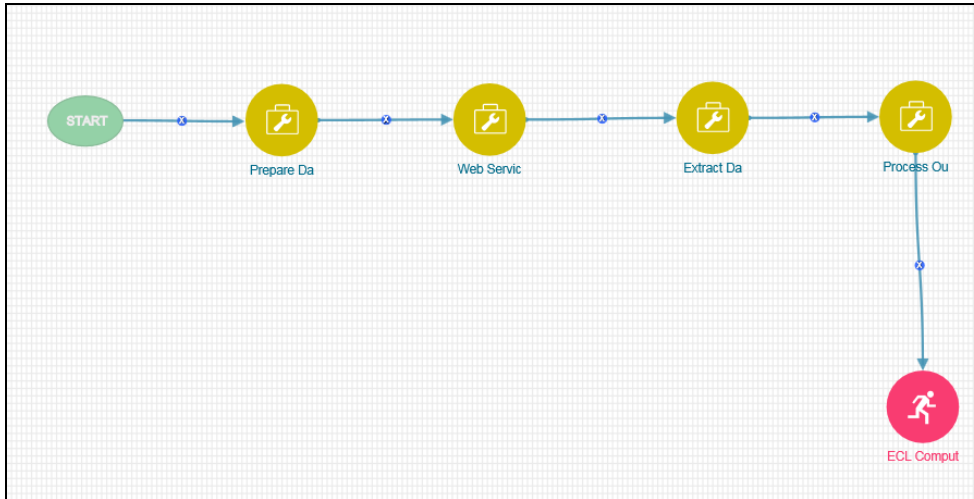 START
X
X
X
X
Prepare Da
Web Servic
Extract Da
Process Ou
X
ECL Comput